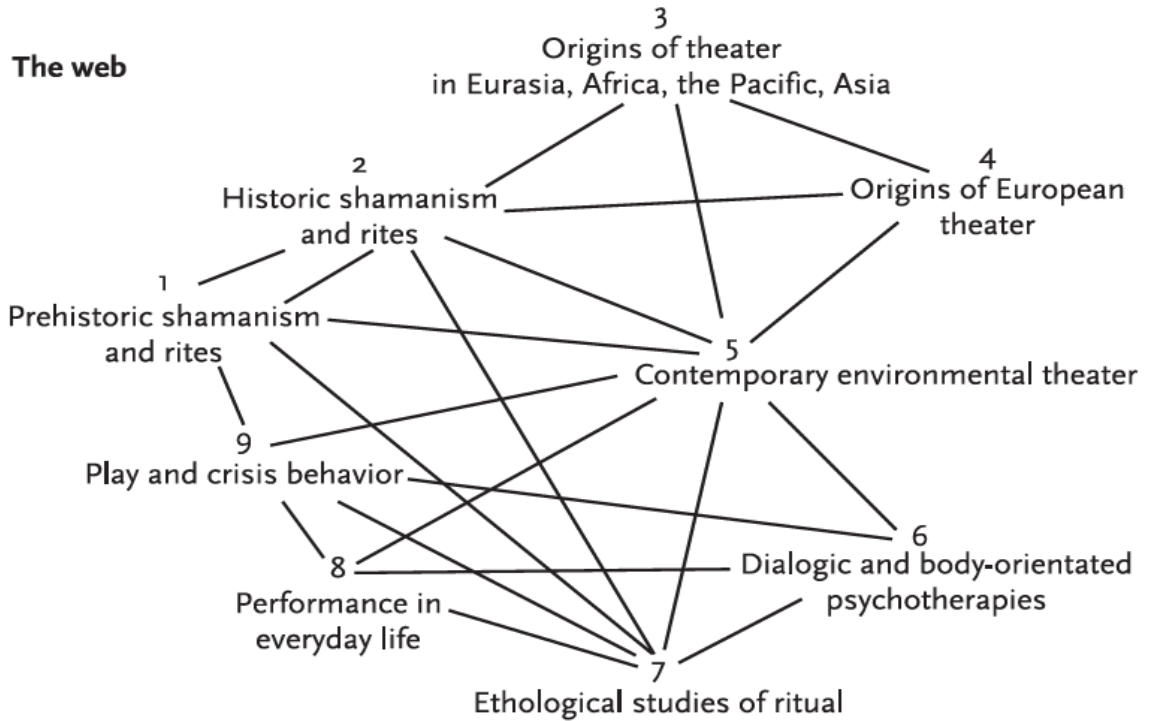 The web
3
Origins of theater
in Eurasia, Africa, the Pacific, Asia
2
Historic shamanism
and rites
4
Origins of European
theater
1
Prehistoric shamanism
and rites
5
Contemporary environmental theater
9
Play and crisis behavior
6
Dialogic and body-orientated
psychotherapies
8
Performance in
everyday life
7
Ethological studies of ritual